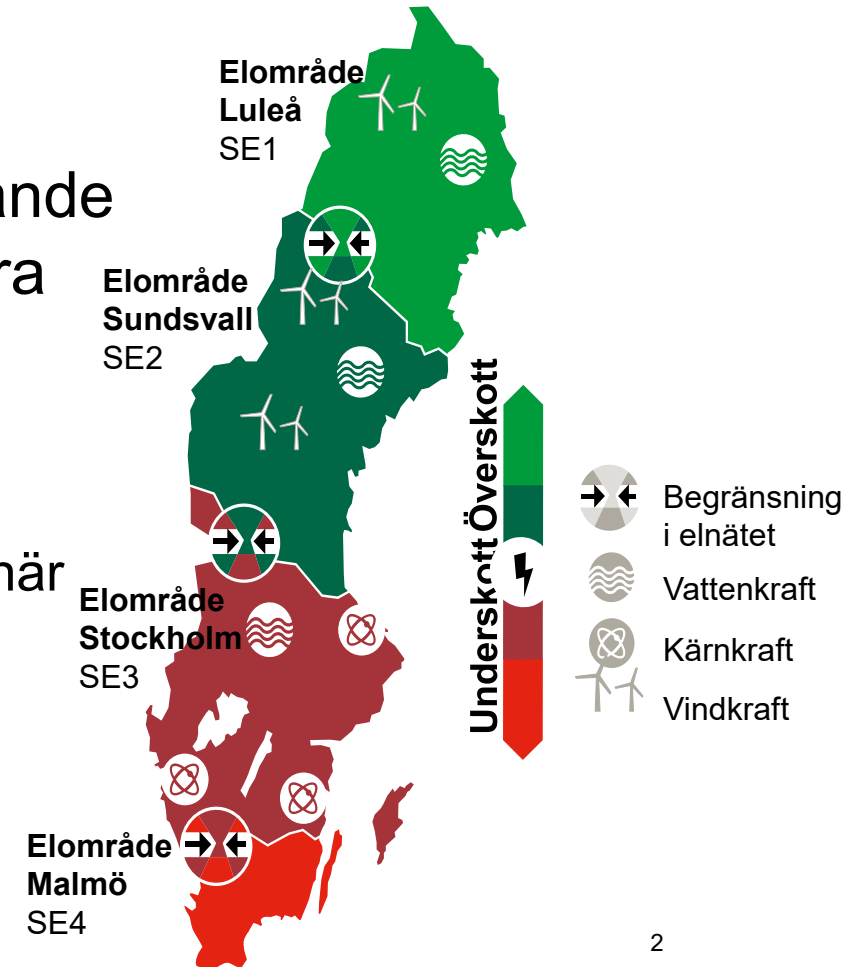 Elområde
Luleå
SE1
ande
ra
Elområde
Sundsvall
SE2
när
Elområde
Stockholm
SE3
Elområde
Malmö
SE4
Överskott
Underskott
Begränsning
i elnätet
Vattenkraft
Kärnkraft
Vindkraft
2